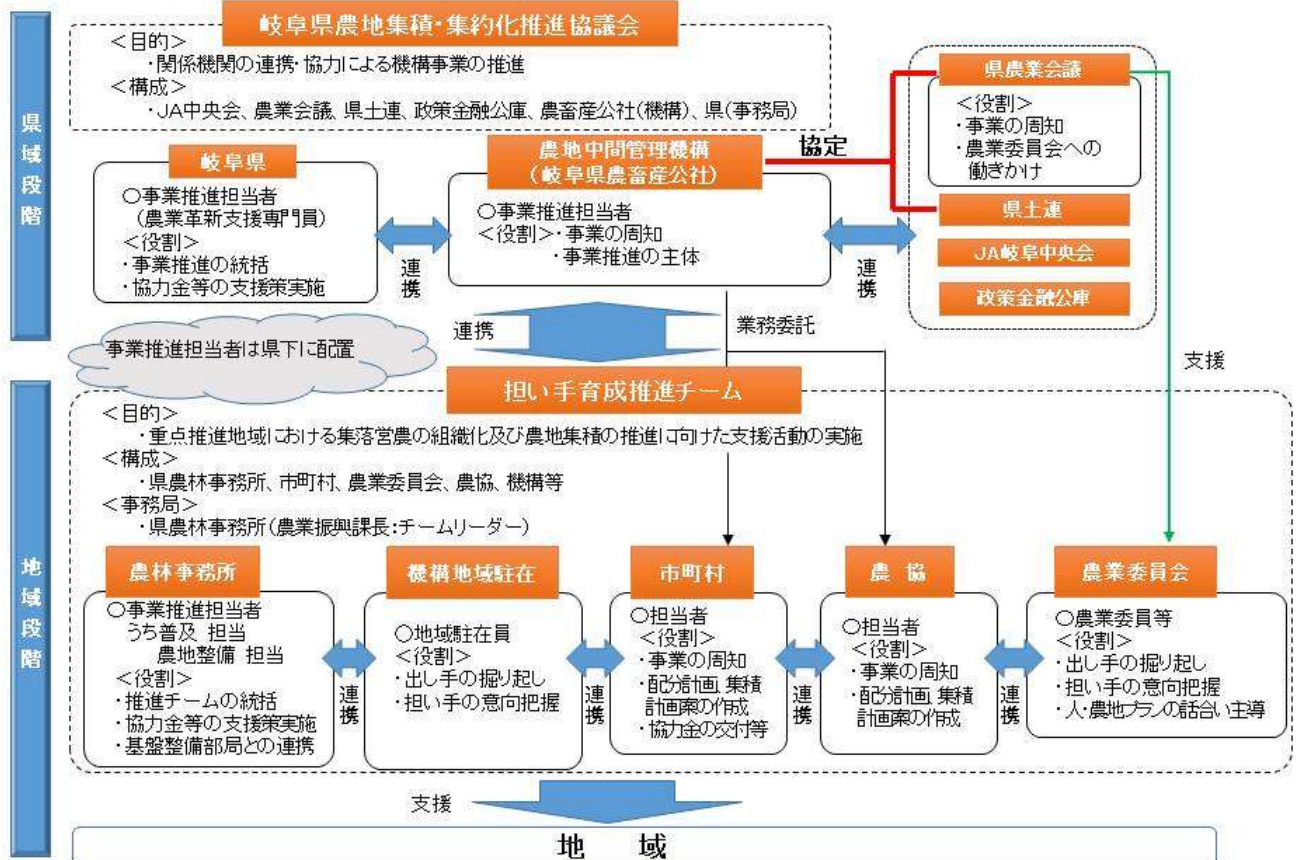 岐阜県農地集積・集約化推進協議会
＜目的＞
・関係機関の連携・協力による機構事業の推進
＜構成＞
・JA中央会、農業会議、県土連、政策金融公庫、農畜産公社(機構)、県(事務局)
県域段階
岐阜県
○事業推進担当者
(農業革新支援専門員)
＜役割＞
・事業推進の統括
・協力金等の支援策実施
連携
農地中間管理機構
(岐阜県農畜産公社)
○事業推進担当者
＜役割＞・事業の周知
・事業推進の主体
協定
連携
県農業会議
＜役割＞
・事業の周知
・農業委員会への
働きかけ
県土連
JA岐阜中央会
政策金融公庫
連携
業務委託
支援
事業推進担当者は県下に配置
地域段階
担い手育成推進チーム
＜目的＞
・重点推進地域における集落営農の組織化及び農地集積の推進に向けた支援活動の実施
＜構成＞
・県農林事務所、市町村、農業委員会、農協、機構等
＜事務局＞
・県農林事務所(農業振興課長:チームリーダー)
農林事務所
○事業推進担当者
うち普及 担当
農地整備 担当
＜役割＞
・推進チームの統括
・協力金等の支援策実施
・基盤整備部局との連携
連携
機構地域駐在
○地域駐在員
＜役割＞
・出し手の掘り起し
・担い手の意向把握
連携
市町村
○担当者
＜役割＞
・事業の周知
・配分計画、集積
計画案の作成
・協力金の交付等
連携
農 協
○担当者
＜役割＞
・事業の周知
・配分計画、集積
計画案の作成
連携
農業委員会
○農業委員等
＜役割＞
・出し手の掘り起し
・担い手の意向把握
・人・農地プランの話合い主導
支援
地 域